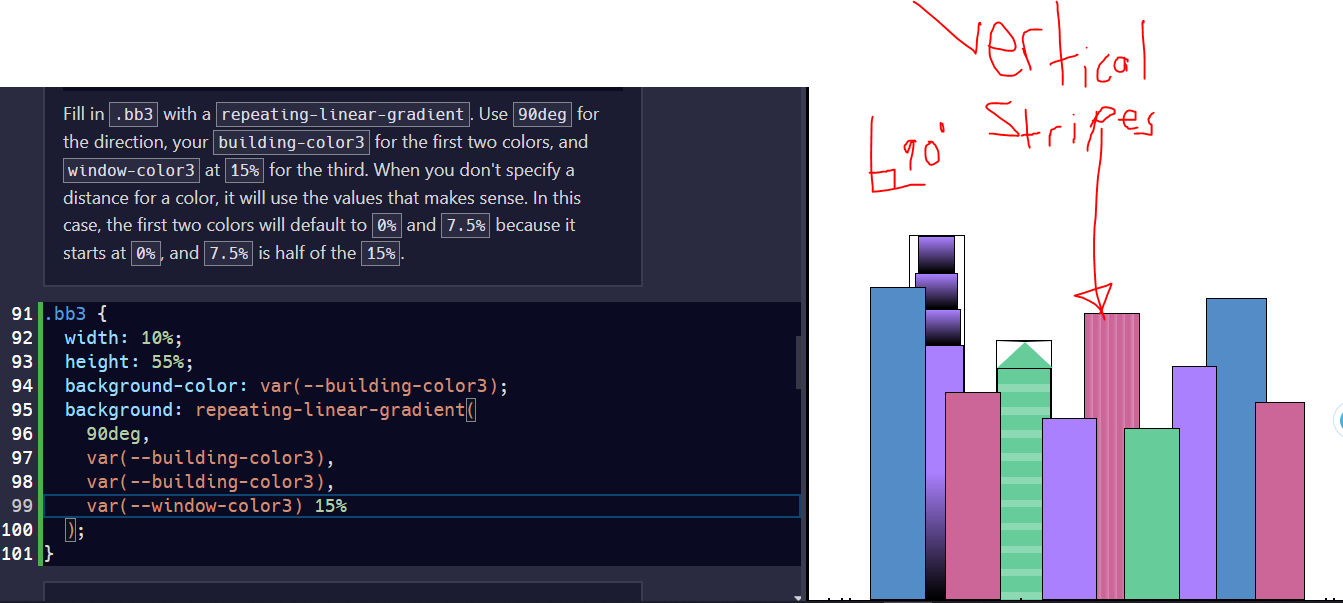 vertical
Stripes
90°
Fill in .bb3 with a repeating-linear-gradient. Use 90deg for
the direction, your building-color3 for the first two colors, and
window-color3 at 15% for the third. When you don't specify a
distance for a color, it will use the values that makes sense. In this
case, the first two colors will default to 0% and 7.5% because it
starts at 0%, and 7.5% is half of the 15%.
91 .bb3 {
92 width: 10%;
93 height: 55%;
94 background-color: var(--building-color3);
95 background: repeating-linear-gradient(
96 90deg,
97 var(--building-color3),
98 var(--building-color3),
99 var(--window-color3) 15%
100 );
101 }